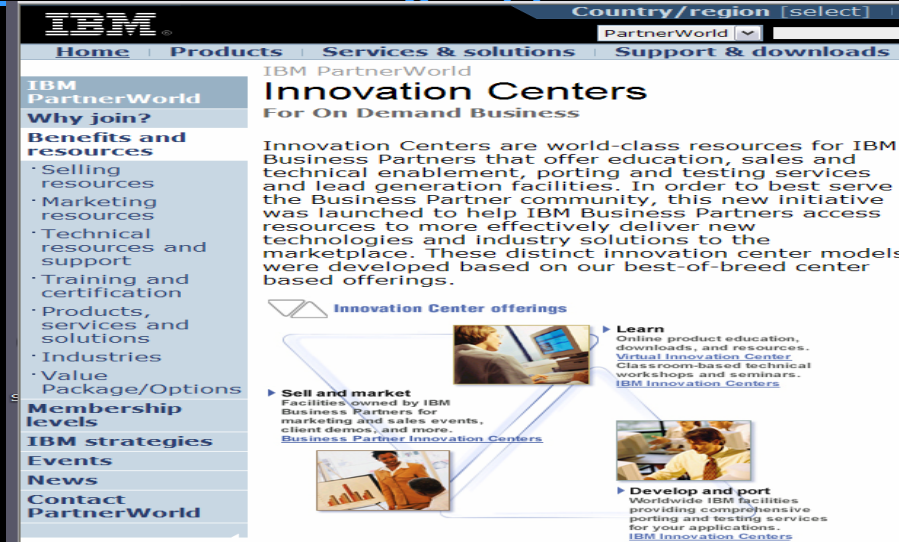 IBM®
Country/region [select]
PartnerWorld
Home Products Services & solutions Support & downloads
IBM
PartnerWorld
Why join?
Benefits and
resources
Selling
resources
Marketing
resources
Technical
resources and
support
Training and
certification
Products,
services and
solutions
Industries
Value
Package/Options
Membership
levels
IBM strategies
Events
News
Contact
PartnerWorld
IBM PartnerWorld
Innovation Centers
For On Demand Business
Innovation Centers are world-class resources for IBM
Business Partners that offer education, sales and
technical enablement, porting and testing services
and lead generation facilities. In order to best serve
the Business Partner community, this new initiative
was launched to help IBM Business Partners access
resources to more effectively deliver new
technologies and industry solutions to the
marketplace. These distinct innovation center models
were developed based on our best-of-breed center
based offerings.
Innovation Center offerings
Learn
Online product education,
downloads, and resources.
Virtual Innovation Center
Classroom-based technical
workshops and seminars.
IBM Innovation Centers
Sell and market
Facilities owned by IBM
Business Partners for
marketing and sales events,
client demos, and more.
Business Partner Innovation Centers
Develop and port
Worldwide IBM facilities
providing comprehensive
porting and testing services
for your applications.
IBM Innovation Centers